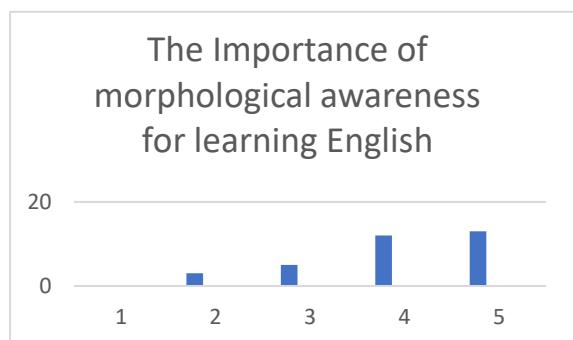 The Importance of
morphological awareness
for learning English
20
0
1 2 3 4 5